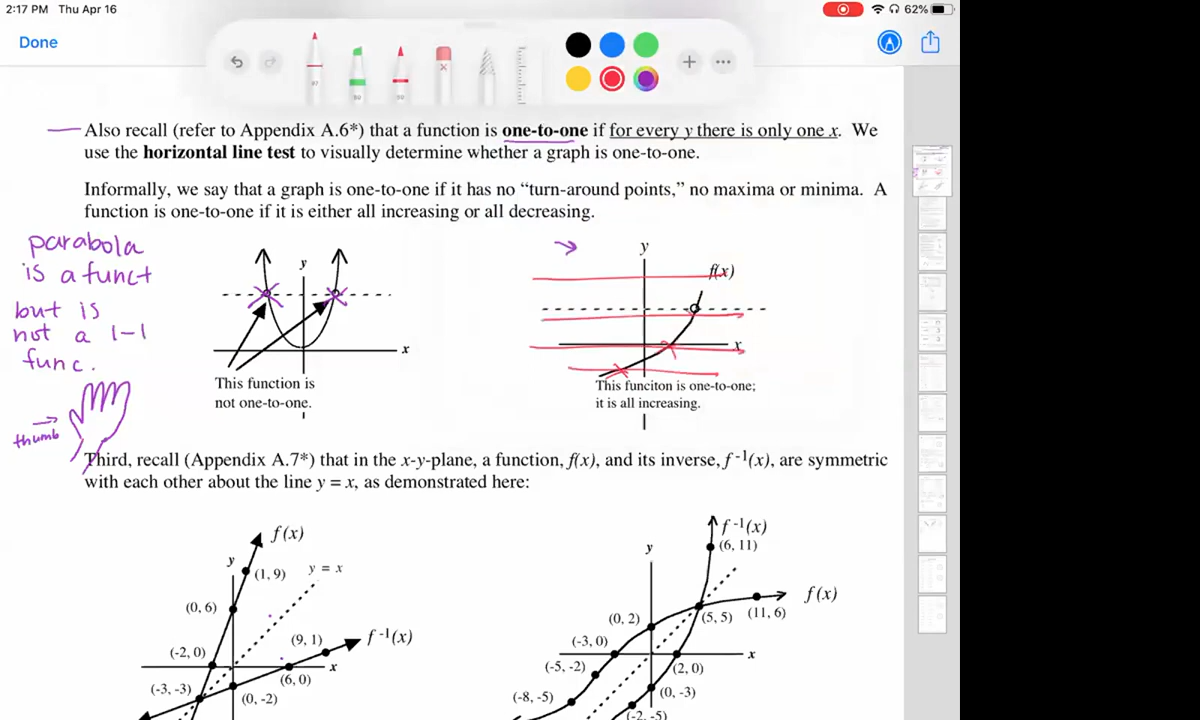 2:17 PM Thu Apr 16
62%
Done
97
Also recall (refer to Appendix A.6*) that a function is one-to-one if for every y there is only one x. We
use the horizontal line test to visually determine whether a graph is one-to-one.
Informally, we say that a graph is one-to-one if it has no “turn-around points,” no maxima or minima. A
function is one-to-one if it is either all increasing or all decreasing.
parabola
is a funct
but is
not a 1-1
func.
thumb
y
x
This function is
not one-to-one.
y
f(x)
x
This funciton is one-to-one;
it is all increasing.
Third, recall (Appendix A.7*) that in the x-y-plane, a function, f(x), and its inverse, f⁻¹(x), are symmetric
with each other about the line y = x, as demonstrated here:
f(x)
y
(1, 9)
y = x
(0, 6)
(9, 1)
f⁻¹(x)
(-2, 0)
x
(6, 0)
(-3, -3)
(0, -2)
f⁻¹(x)
(6, 11)
y
f(x)
(0, 2)
(5, 5)
(11, 6)
(-3, 0)
x
(-5, -2)
(2, 0)
(-8, -5)
(0, -3)
(-2, -5)